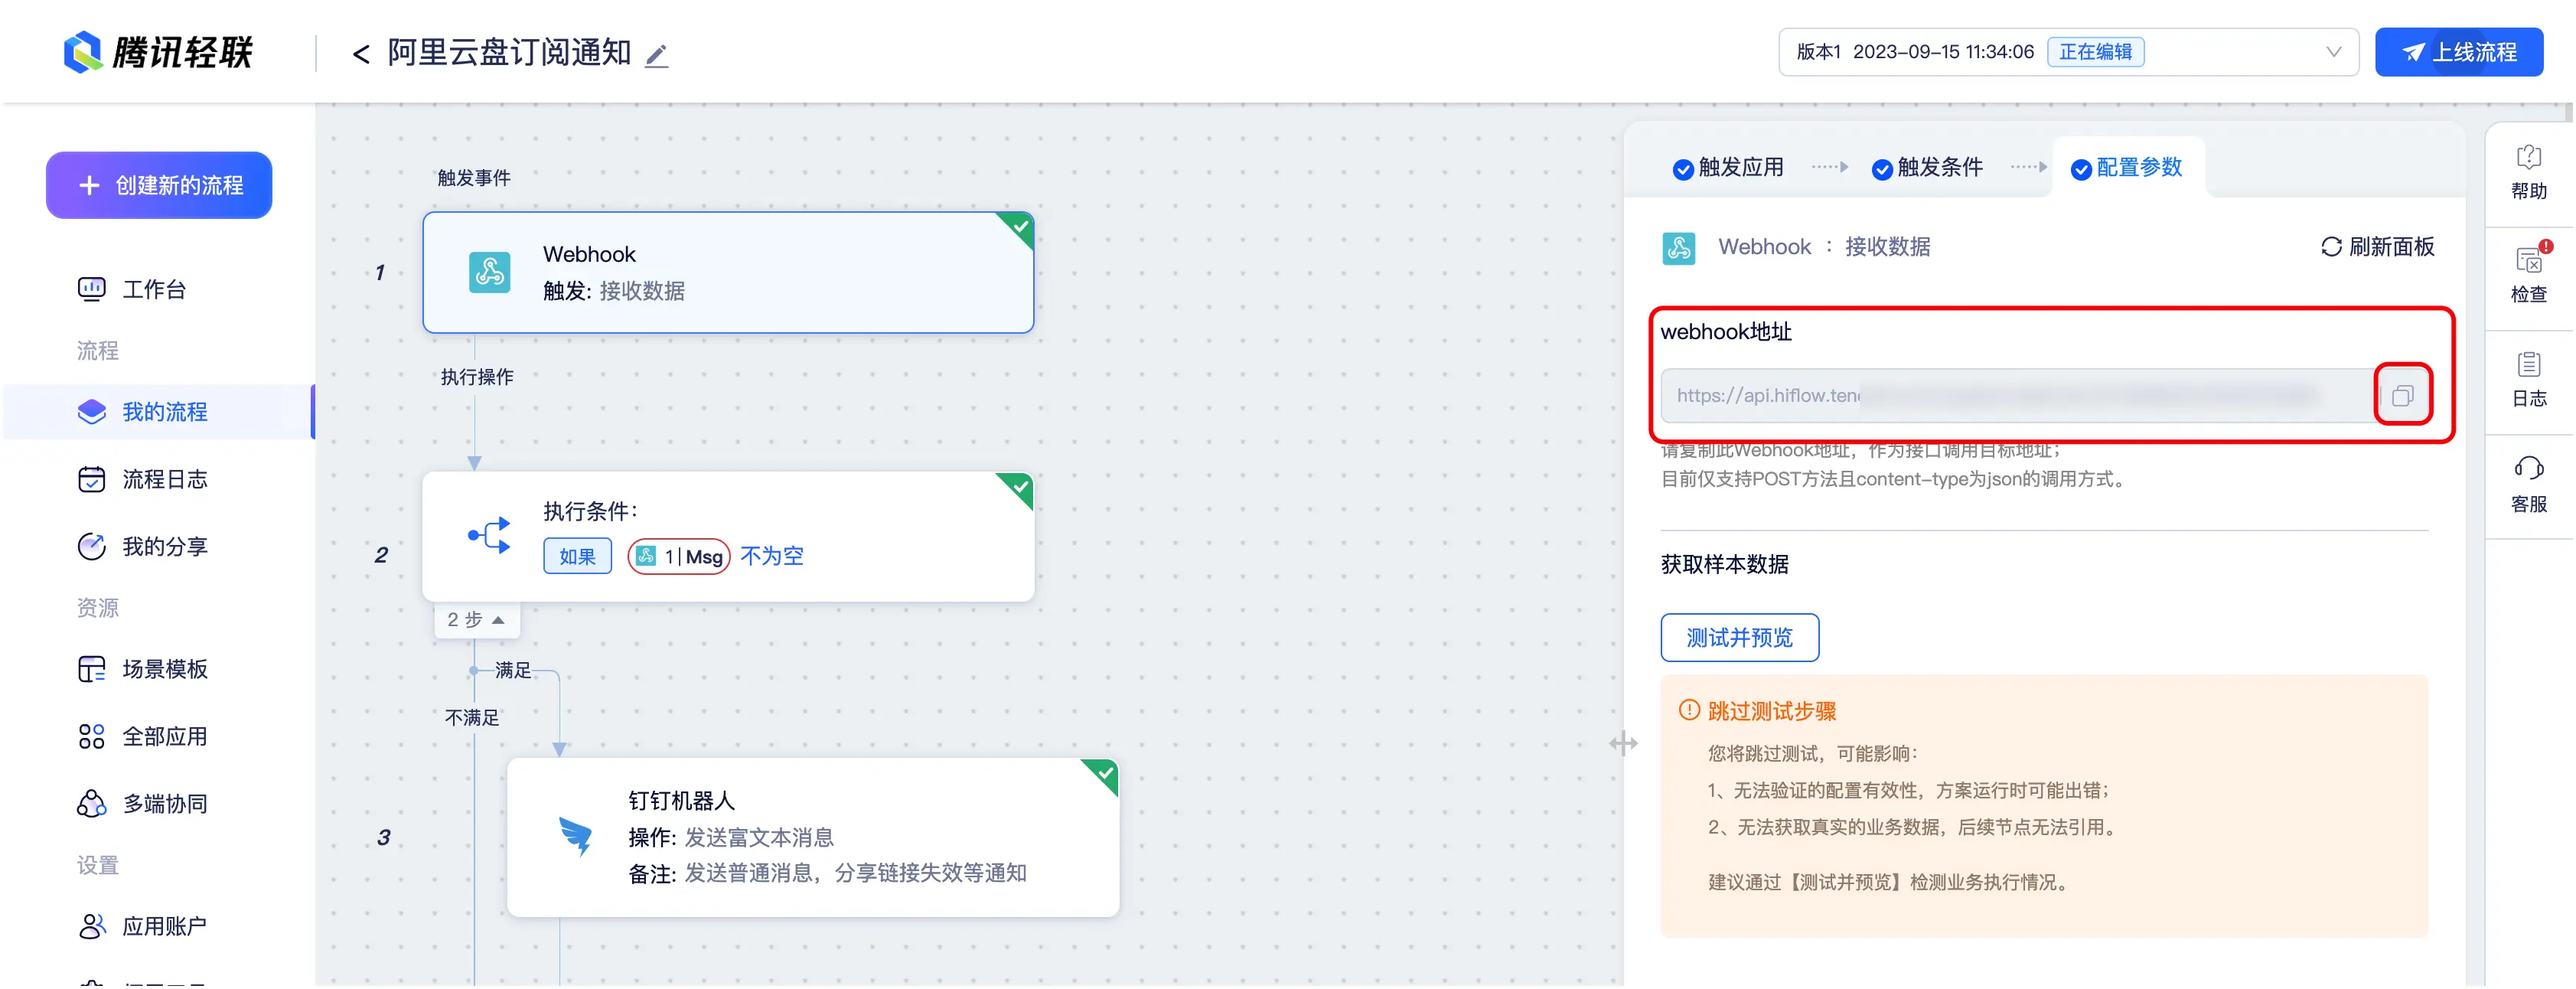 腾讯轻联
< 阿里云盘订阅通知
版本1 2023-09-15 11:34:06 正在编辑
上线流程
+ 创建新的流程
工作台
流程
我的流程
流程日志
我的分享
资源
场景模板
全部应用
多端协同
设置
应用账户
触发事件
1
Webhook
触发: 接收数据
执行操作
2
执行条件:
如果 1|Msg 不为空
2 步
满足
不满足
3
钉钉机器人
操作: 发送富文本消息
备注: 发送普通消息，分享链接失效等通知
触发应用
触发条件
配置参数
Webhook : 接收数据
刷新面板
webhook地址
https://api.hiflow.ten
请复制此Webhook地址，作为接口调用目标地址；
目前仅支持POST方法且content-type为json的调用方式。
获取样本数据
测试并预览
跳过测试步骤
您将跳过测试，可能影响：
1、无法验证的配置有效性，方案运行时可能出错；
2、无法获取真实的业务数据，后续节点无法引用。
建议通过【测试并预览】检测业务执行情况。
帮助
检查
日志
客服